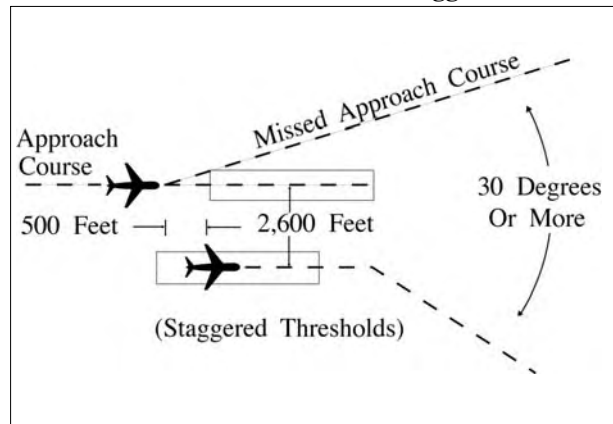 Missed Approach Course
Approach
Course
500 Feet
2,600 Feet
30 Degrees
Or More
(Staggered Thresholds)